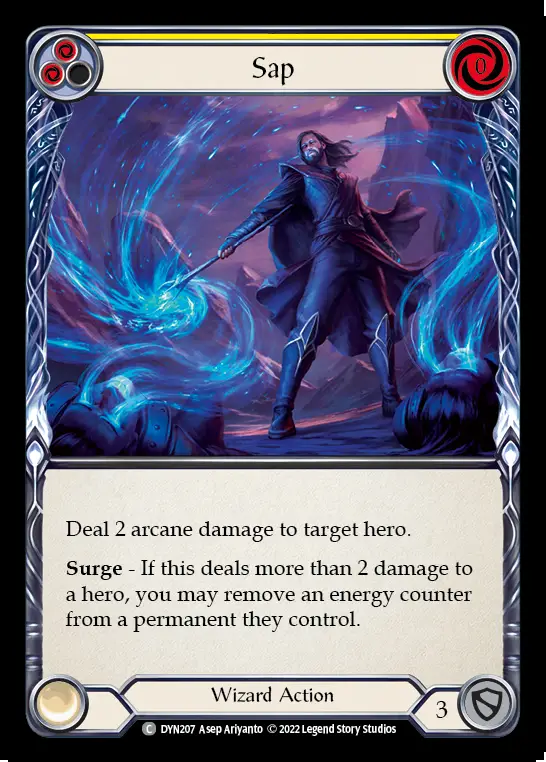 Sap
0
Deal 2 arcane damage to target hero.
Surge - If this deals more than 2 damage to
a hero, you may remove an energy counter
from a permanent they control.
Wizard Action
3
C DYN207 Asep Ariyanto © 2022 Legend Story Studios